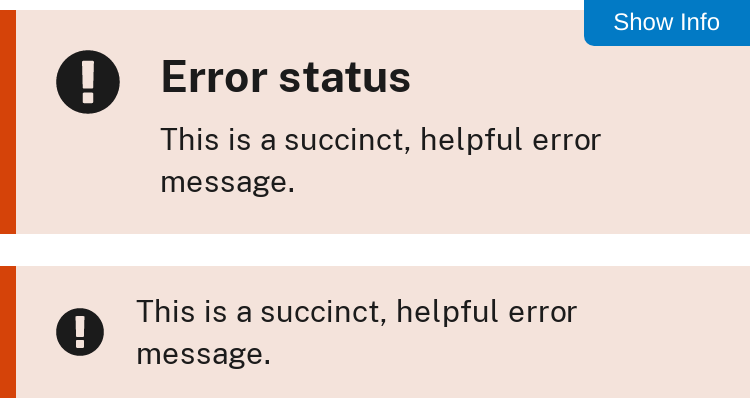 Show Info
Error status
This is a succinct, helpful error
message.
This is a succinct, helpful error
message.